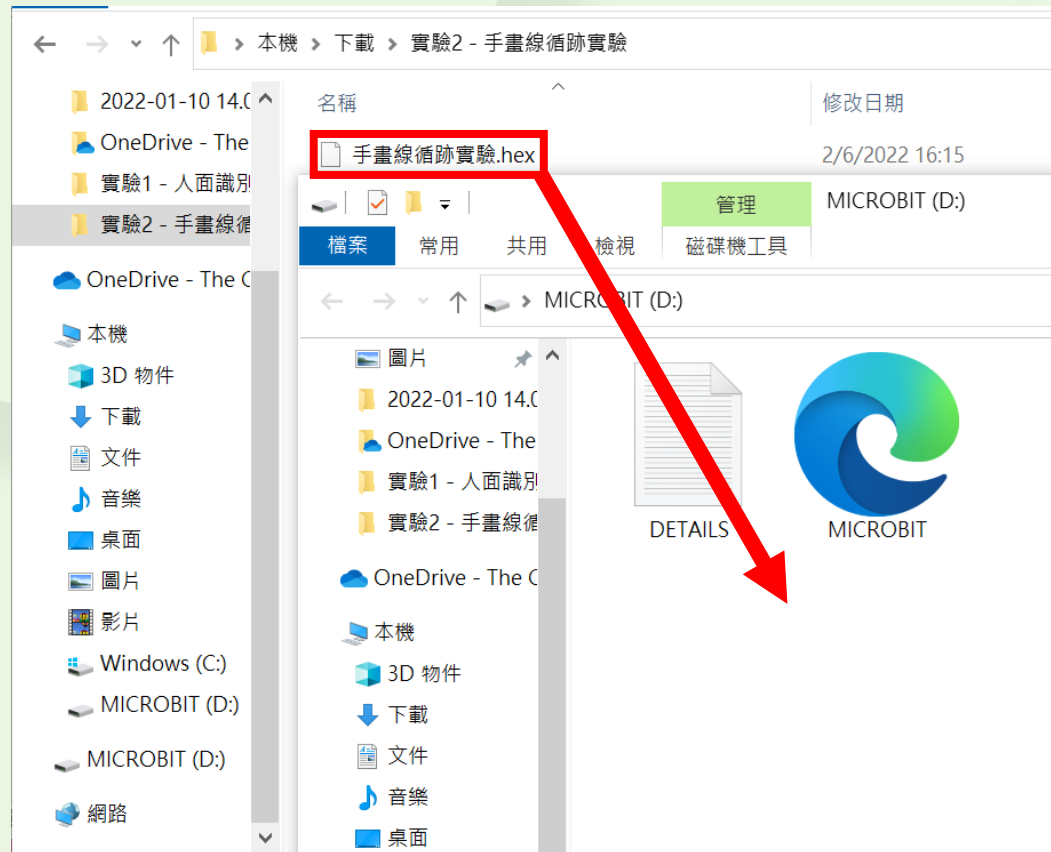 本機 > 下載 > 實驗2 - 手畫線循跡實驗
2022-01-10 14.0
OneDrive - The
實驗1 - 人面識別
實驗2 - 手畫線循
OneDrive - The C
本機
3D 物件
下載
文件
音樂
桌面
圖片
影片
Windows (C:)
MICROBIT (D:)
MICROBIT (D:)
網路
名稱
修改日期
手畫線循跡實驗.hex
2/6/2022 16:15
管理
MICROBIT (D:)
檔案
常用
共用
檢視
磁碟機工具
MICROBIT (D:)
圖片
2022-01-10 14.0
OneDrive - The
實驗1 - 人面識別
實驗2 - 手畫線循
OneDrive - The C
本機
3D 物件
下載
文件
音樂
桌面
DETAILS
MICROBIT